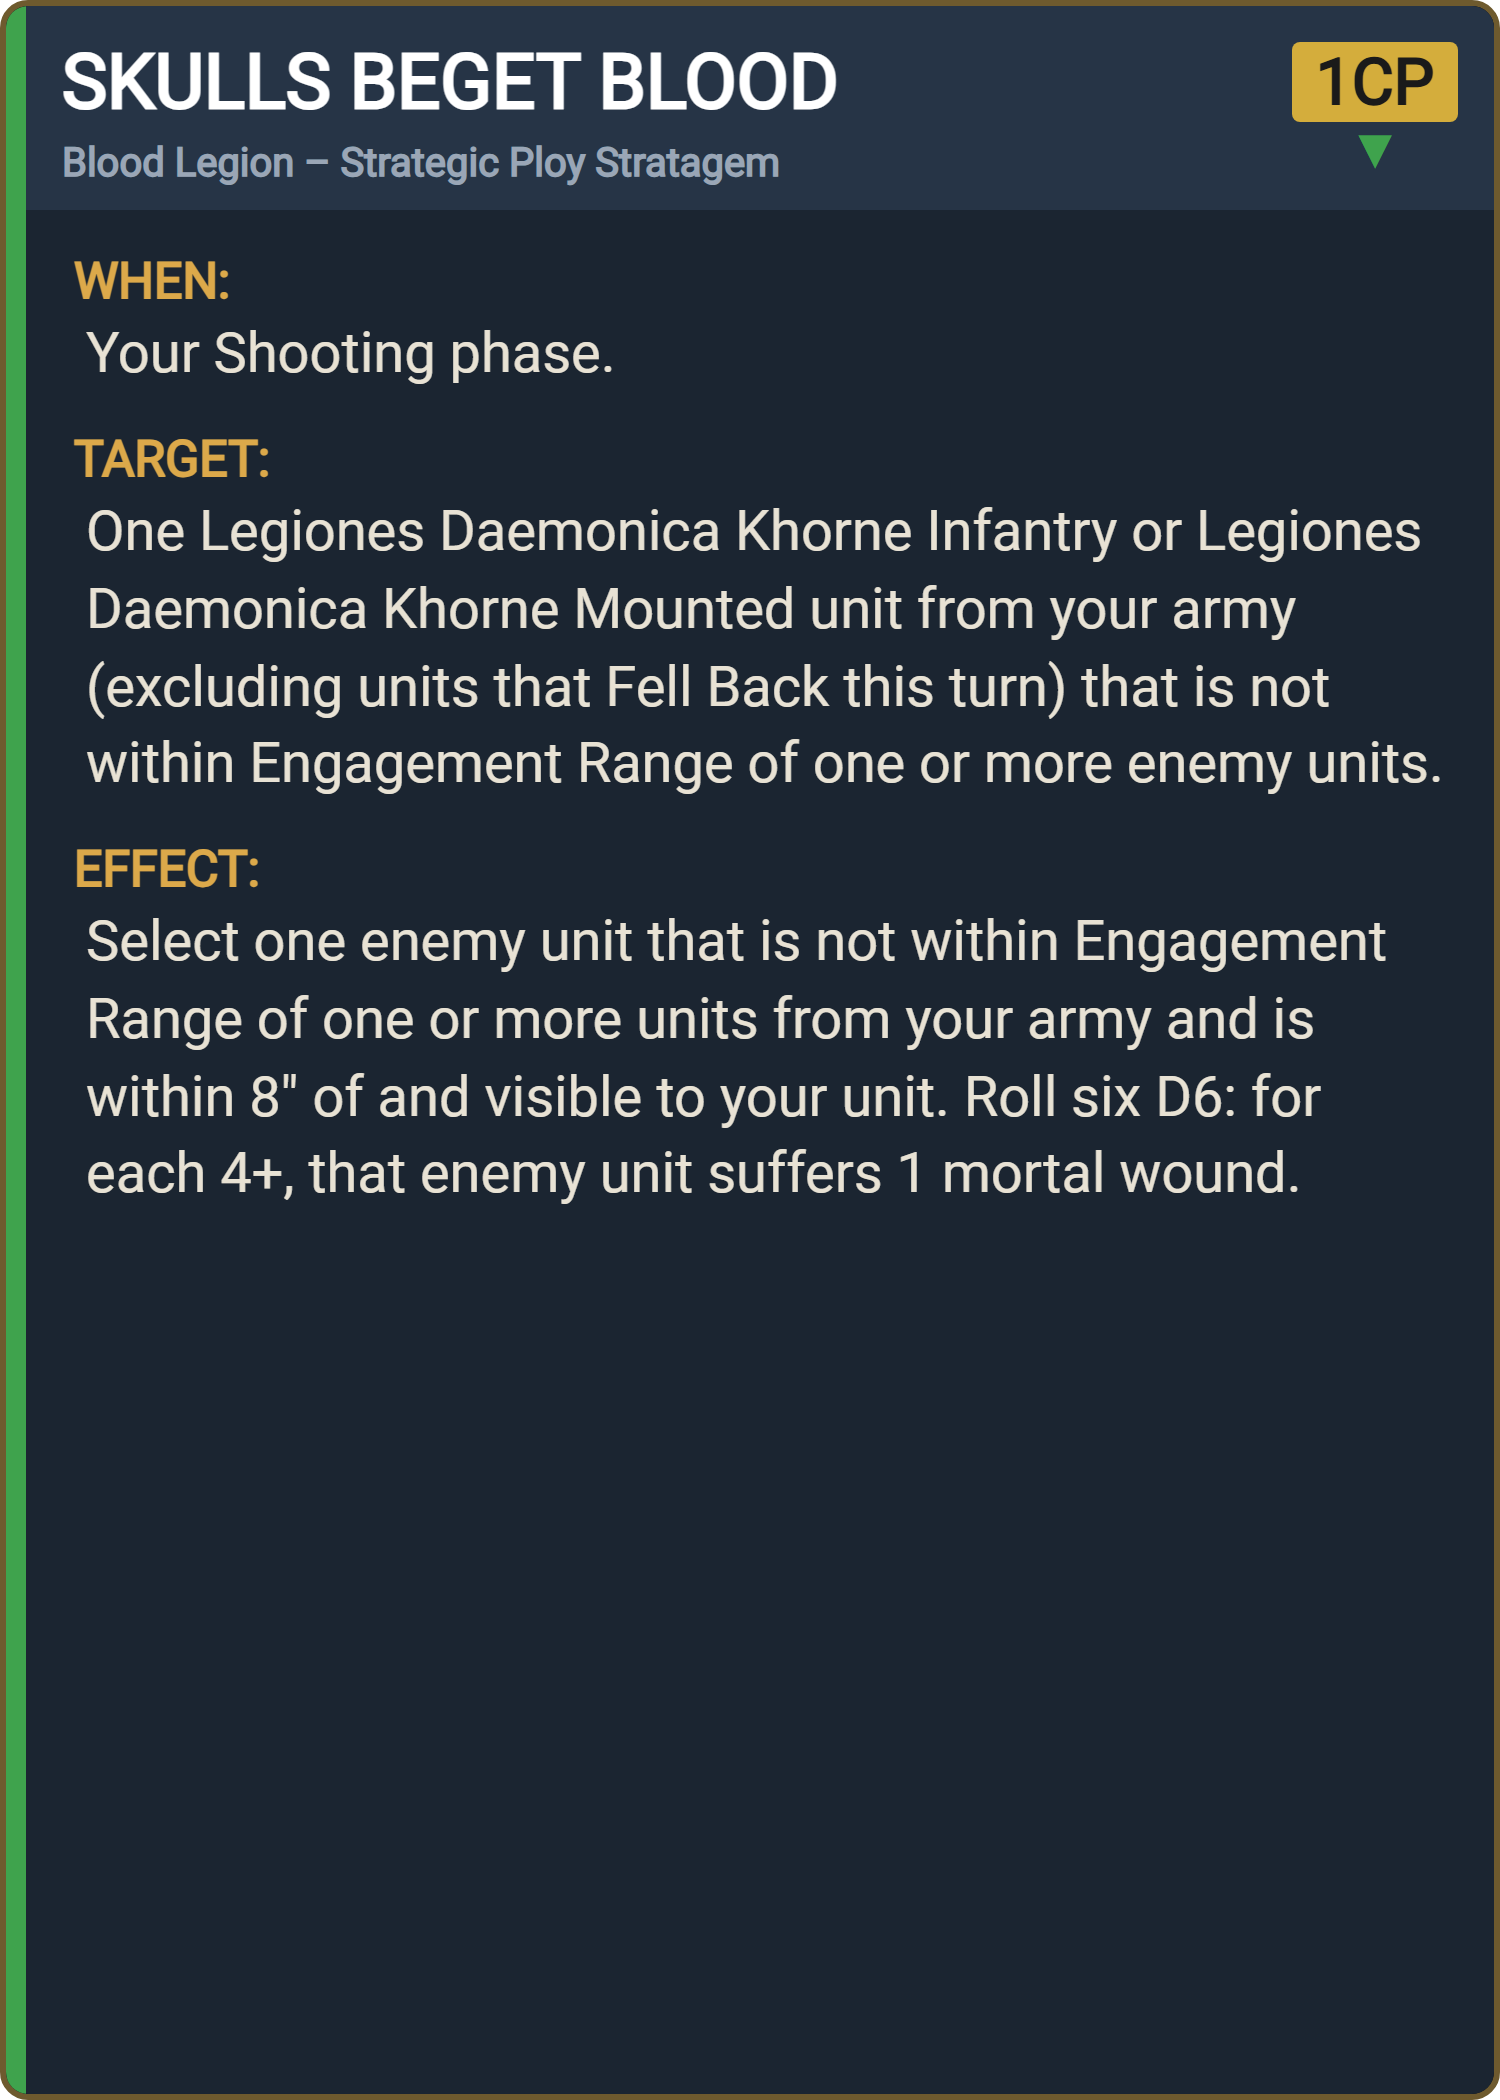 SKULLS BEGET BLOOD
1CP
Blood Legion – Strategic Ploy Stratagem
WHEN:
Your Shooting phase.
TARGET:
One Legiones Daemonica Khorne Infantry or Legiones
Daemonica Khorne Mounted unit from your army
(excluding units that Fell Back this turn) that is not
within Engagement Range of one or more enemy units.
EFFECT:
Select one enemy unit that is not within Engagement
Range of one or more units from your army and is
within 8" of and visible to your unit. Roll six D6: for
each 4+, that enemy unit suffers 1 mortal wound.